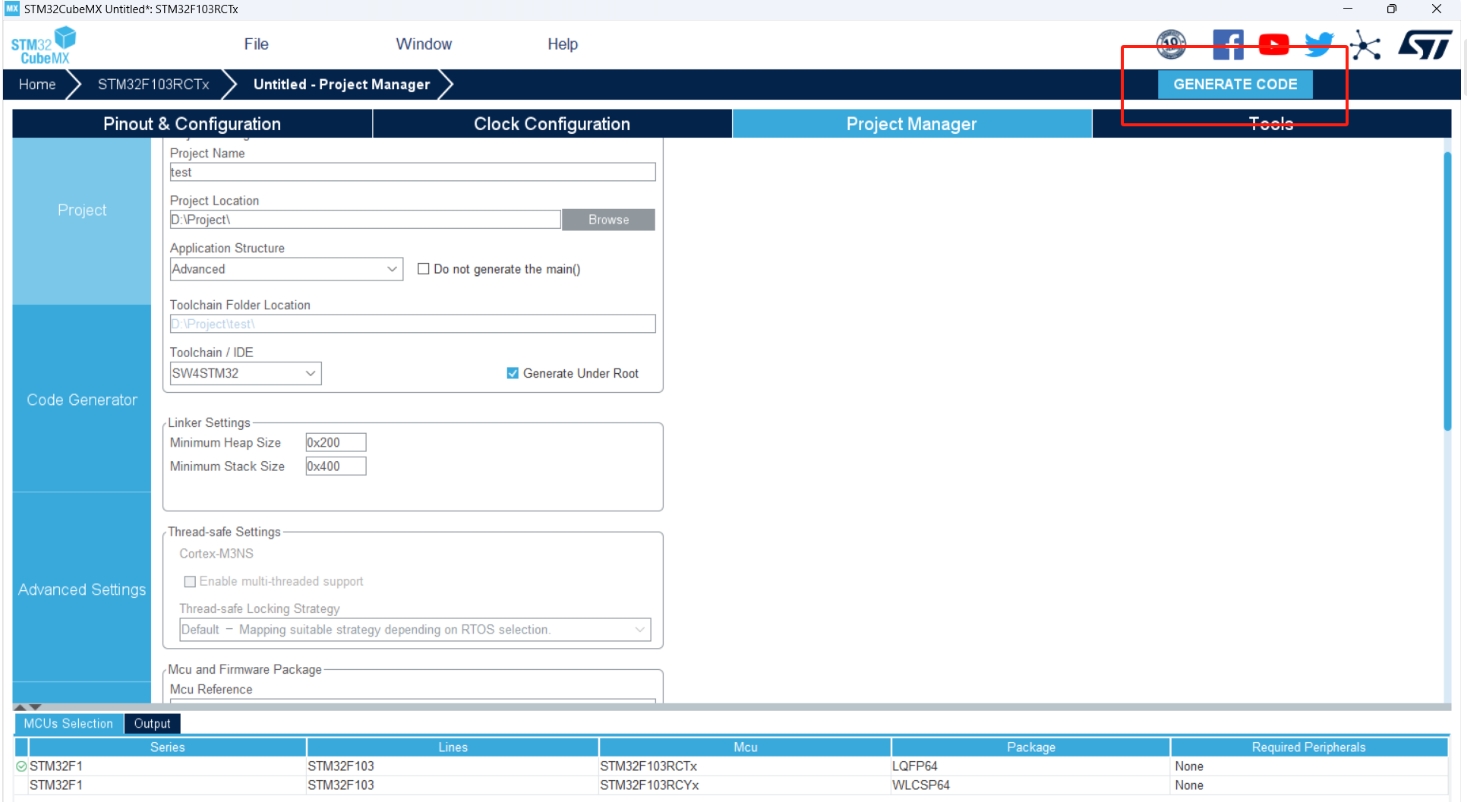 MX STM32CubeMX Untitled*: STM32F103RCTx
STM32 CubeMX
File Window Help
10
Home STM32F103RCTx Untitled - Project Manager GENERATE CODE
Pinout & Configuration Clock Configuration Project Manager Tools
Project
Code Generator
Advanced Settings
Project Name
test
Project Location
D:\Project\ Browse
Application Structure
Advanced Do not generate the main()
Toolchain Folder Location
D:\Project\test\
Toolchain / IDE
SW4STM32 Generate Under Root
Linker Settings
Minimum Heap Size 0x200
Minimum Stack Size 0x400
Thread-safe Settings
Cortex-M3NS
Enable multi-threaded support
Thread-safe Locking Strategy
Default – Mapping suitable strategy depending on RTOS selection.
Mcu and Firmware Package
Mcu Reference
MCUs Selection Output
Series Lines Mcu Package Required Peripherals
STM32F1 STM32F103 STM32F103RCTx LQFP64 None
STM32F1 STM32F103 STM32F103RCYx WLCSP64 None